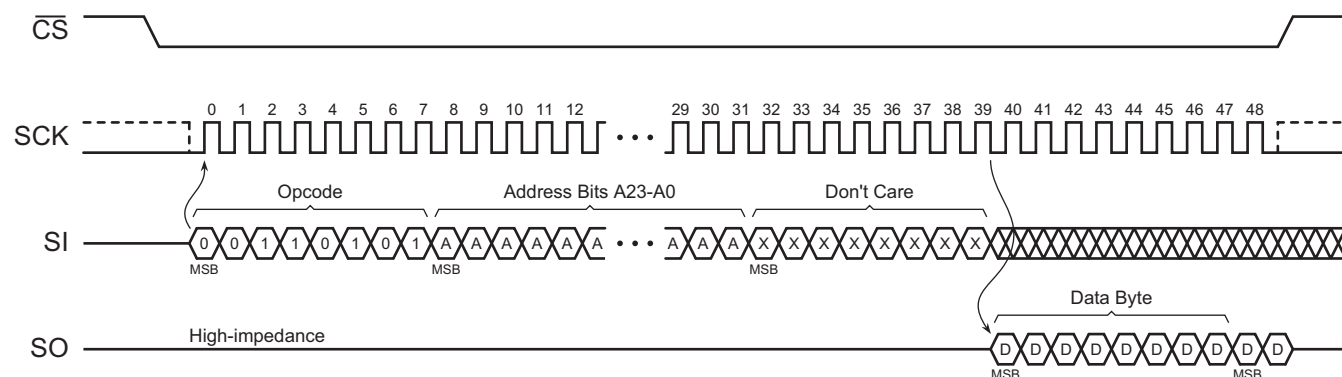 CS
SCK
0 1 2 3 4 5 6 7 8 9 10 11 12 29 30 31 32 33 34 35 36 37 38 39 40 41 42 43 44 45 46 47 48
Opcode Address Bits A23-A0 Don't Care
SI 0 0 1 1 0 1 0 1 A A A A A A A A A X X X X X X X X
MSB MSB MSB
Data Byte
High-impedance
SO D D D D D D D D D D
MSB MSB